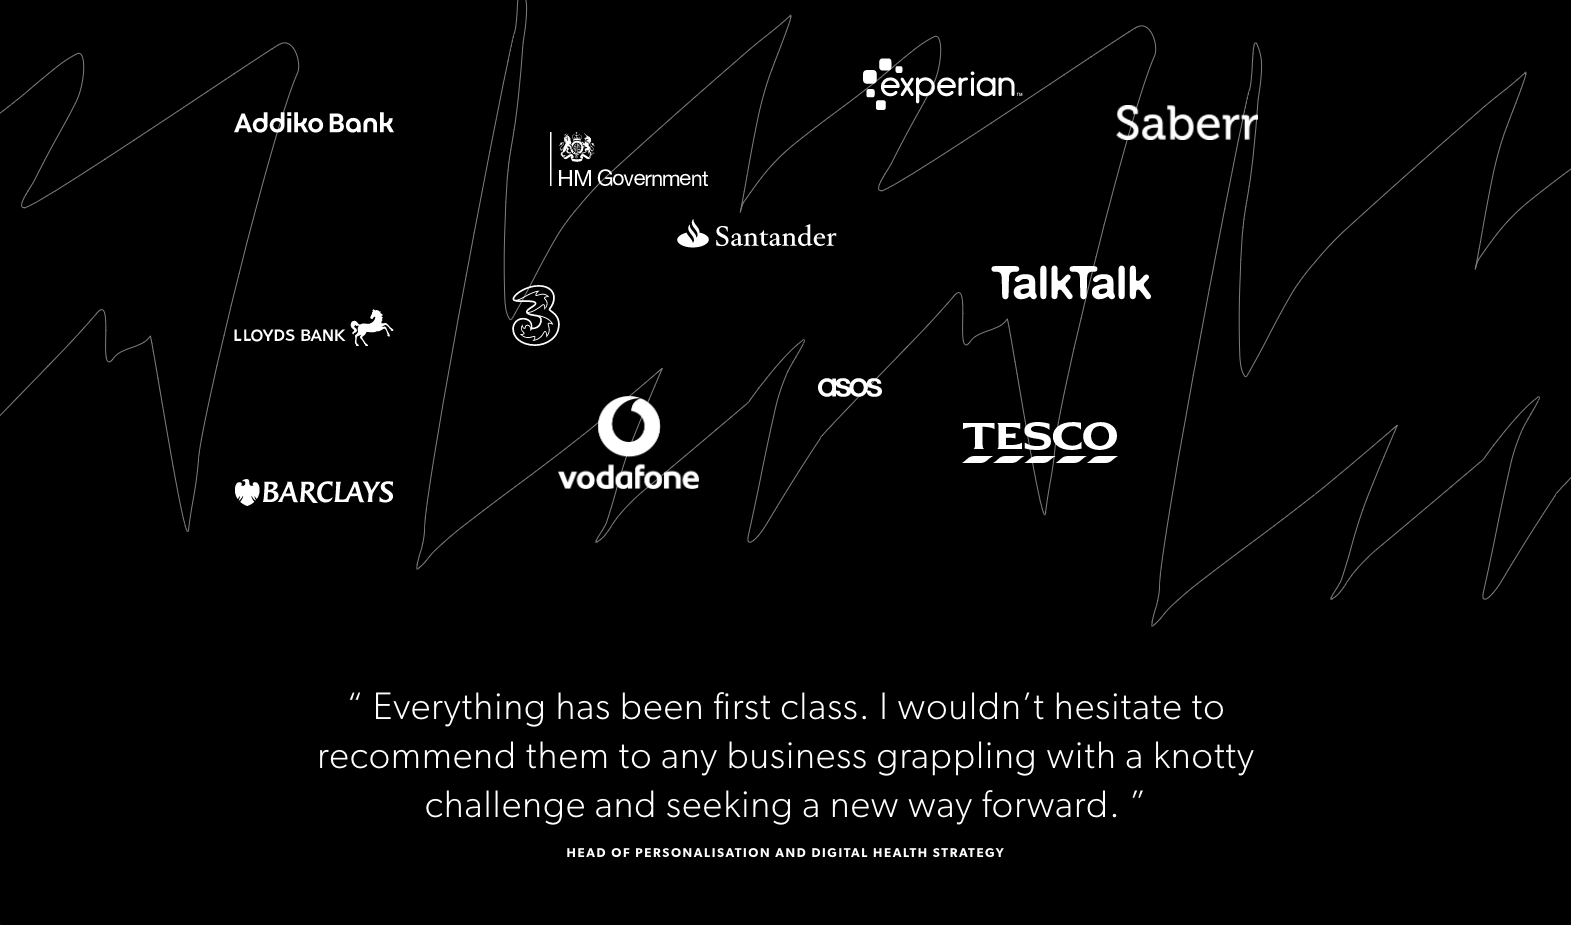 experian™
Saberr
Addiko Bank
HM Government
Santander
TalkTalk
LLOYDS BANK
3
asos
vodafone
TESCO
BARCLAYS
“ Everything has been first class. I wouldn’t hesitate to
recommend them to any business grappling with a knotty
challenge and seeking a new way forward. ”
HEAD OF PERSONALISATION AND DIGITAL HEALTH STRATEGY